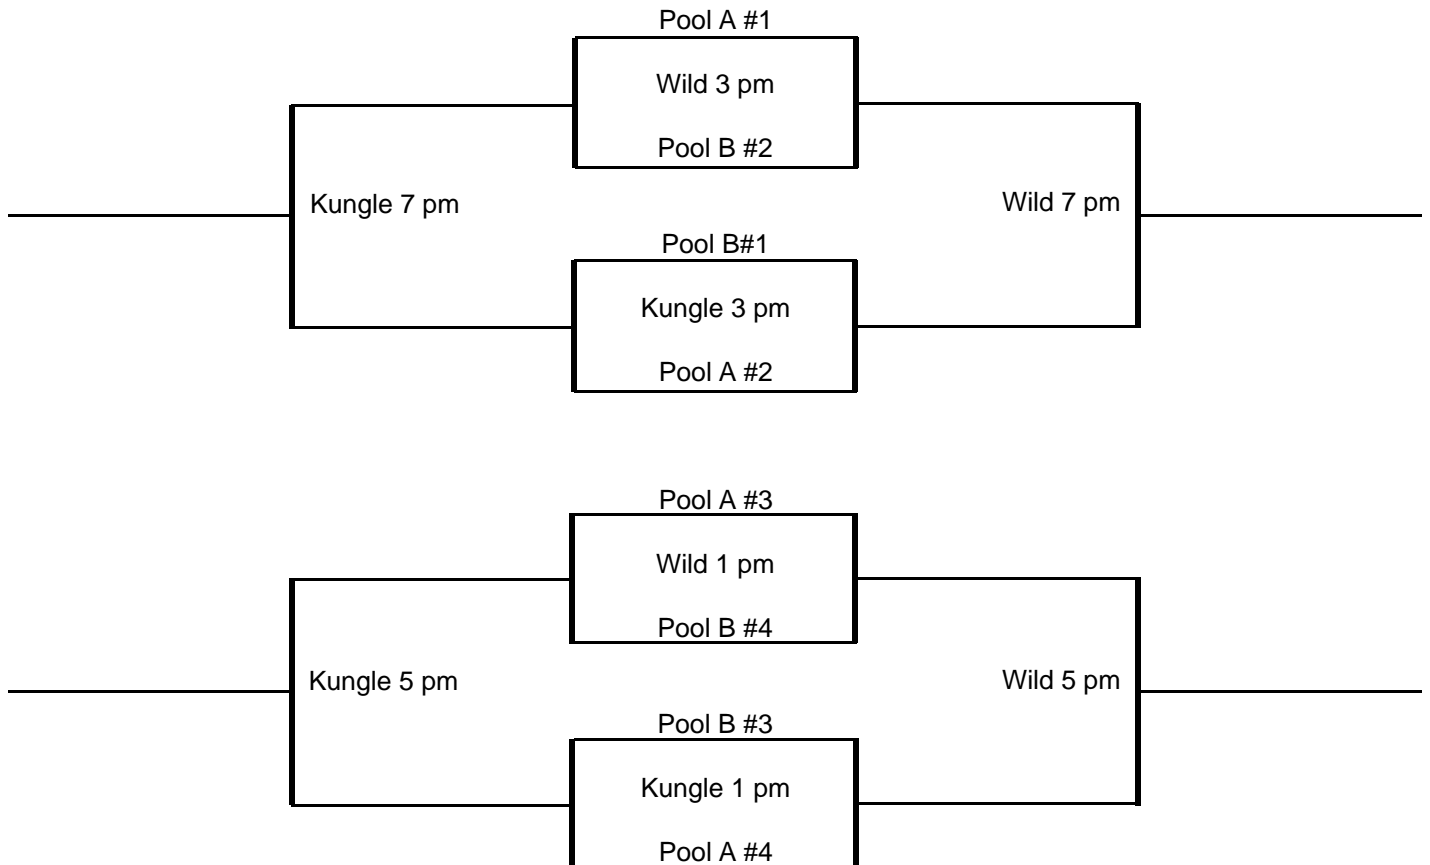 Pool A #1
Wild 3 pm
Pool B #2
Kungle 7 pm
Wild 7 pm
Pool B#1
Kungle 3 pm
Pool A #2
Pool A #3
Wild 1 pm
Pool B #4
Kungle 5 pm
Wild 5 pm
Pool B #3
Kungle 1 pm
Pool A #4